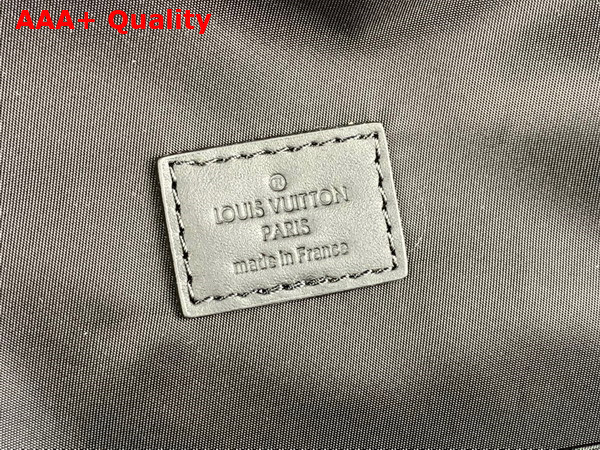 AAA+ Quality
®
LOUIS VUITTON
PARIS
made in France